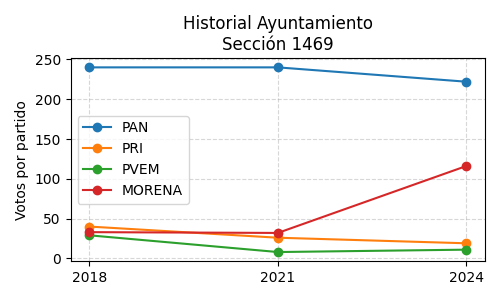 Historial Ayuntamiento
Sección 1469
Votos por partido
250
200
150
100
50
0
PAN
PRI
PVEM
MORENA
2018 2021 2024